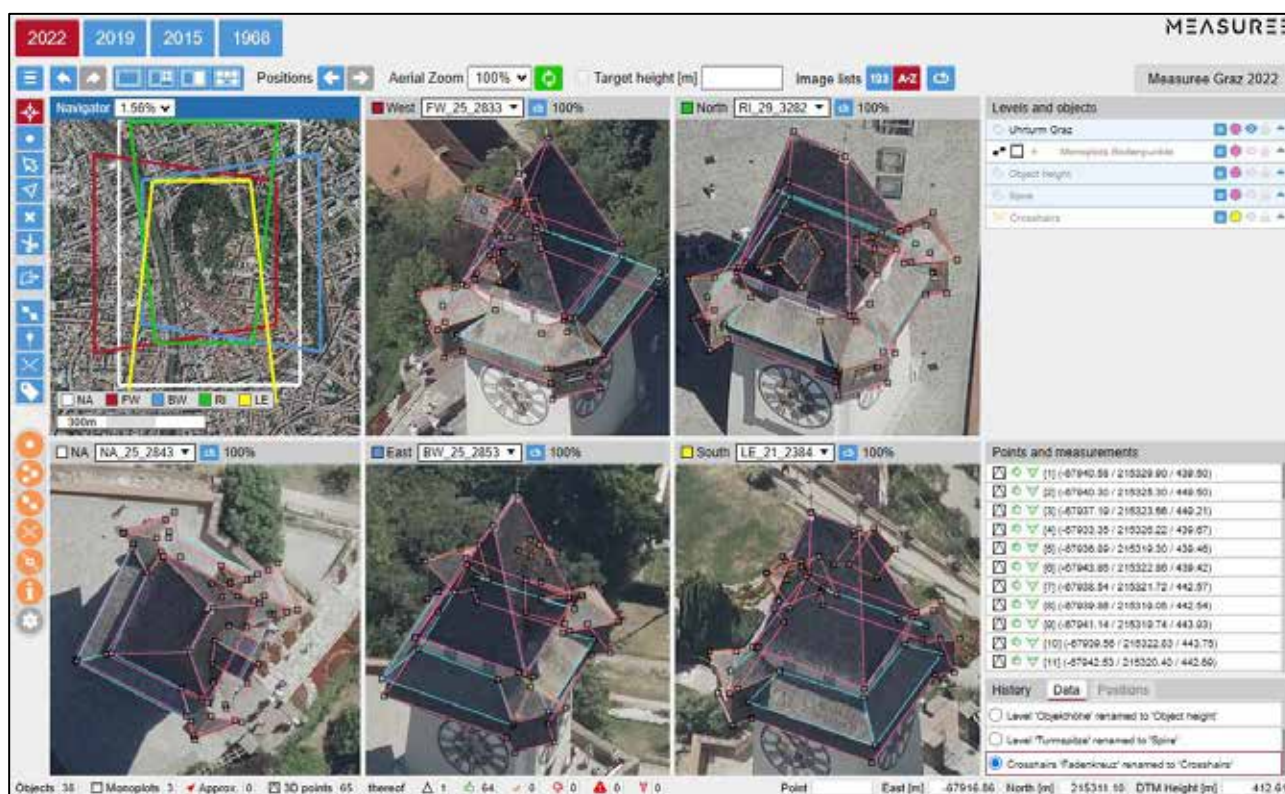 2022 2019 2015 1968
MEASUREE
Positions Aerial Zoom 100% Target height [m] Image lists 123 A-Z Measuree Graz 2022
Navigator 1.56%
West FW_25_2833 100%
North RI_29_3282 100%
Levels and objects
Uhrturm Graz
Monoplots Bodenpunkte
Object height
Spire
Crosshairs
NA FW BW RI LE
300m
NA NA_25_2843 100%
East BW_25_2853 100%
South LE_21_2384 100%
Points and measurements
[1] (-67940.58 / 215329.90 / 439.50)
[2] (-67940.30 / 215325.30 / 449.50)
[3] (-67937.19 / 215323.66 / 449.21)
[4] (-67933.35 / 215326.22 / 439.67)
[5] (-67936.89 / 215319.30 / 439.46)
[6] (-67943.85 / 215322.86 / 439.42)
[7] (-67938.54 / 215321.72 / 442.57)
[8] (-67939.88 / 215319.05 / 442.54)
[9] (-67941.14 / 215319.74 / 443.93)
[10] (-67939.56 / 215322.83 / 443.75)
[11] (-67942.53 / 215320.40 / 442.69)
History Data Positions
Level 'Objekthöhe' renamed to 'Object height'
Level 'Turmspitze' renamed to 'Spire'
Crosshairs 'Fadenkreuz' renamed to 'Crosshairs'
Objects 38 Monoplots 3 Approx. 0 3D points 65 thereof 1 64 0 0 0 0 Point East [m] -67916.86 North [m] 215311.10 DTM Height [m] 412.6